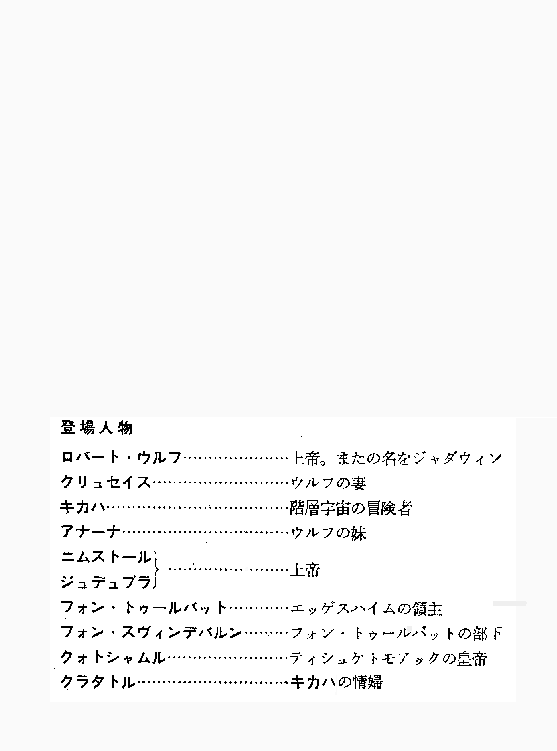 登場人物
ロバート・ウルフ…………………上帝。またの名をジャダウィン
クリュセイス………………………ウルフの妻
キカハ………………………………階層宇宙の冒険者
アナーナ……………………………ウルフの妹
ニムストール
ジュデュブラ} ……………………上帝
フォン・トゥールバット…………エッゲスハイムの領主
フォン・スヴィンデバルン………フォン・トゥールバットの部下
クォトシャムル……………………ティシュケトモアックの皇帝
クラタトル…………………………キカハの情婦